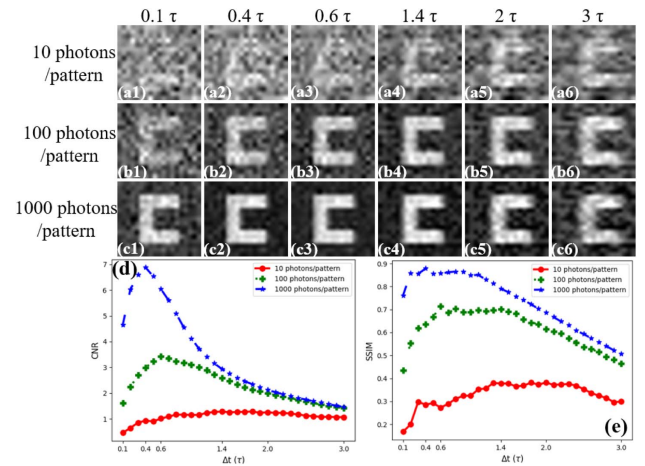 0.1 τ 0.4 τ 0.6 τ 1.4 τ 2 τ 3 τ
10 photons
/pattern
(a1) (a2) (a3) (a4) (a5) (a6)
100 photons
/pattern
(b1) (b2) (b3) (b4) (b5) (b6)
1000 photons
/pattern
(c1) (c2) (c3) (c4) (c5) (c6)
(d)
10 photons/pattern
100 photons/pattern
1000 photons/pattern
7
6
5
4
3
2
1
CNR
0.1 0.4 0.6 1.4 2.0 3.0
Δt (τ)
10 photons/pattern
100 photons/pattern
1000 photons/pattern
0.9
0.8
0.7
0.6
0.5
0.4
0.3
0.2
SSIM
(e)
0.1 0.4 0.6 1.4 2.0 3.0
Δt (τ)